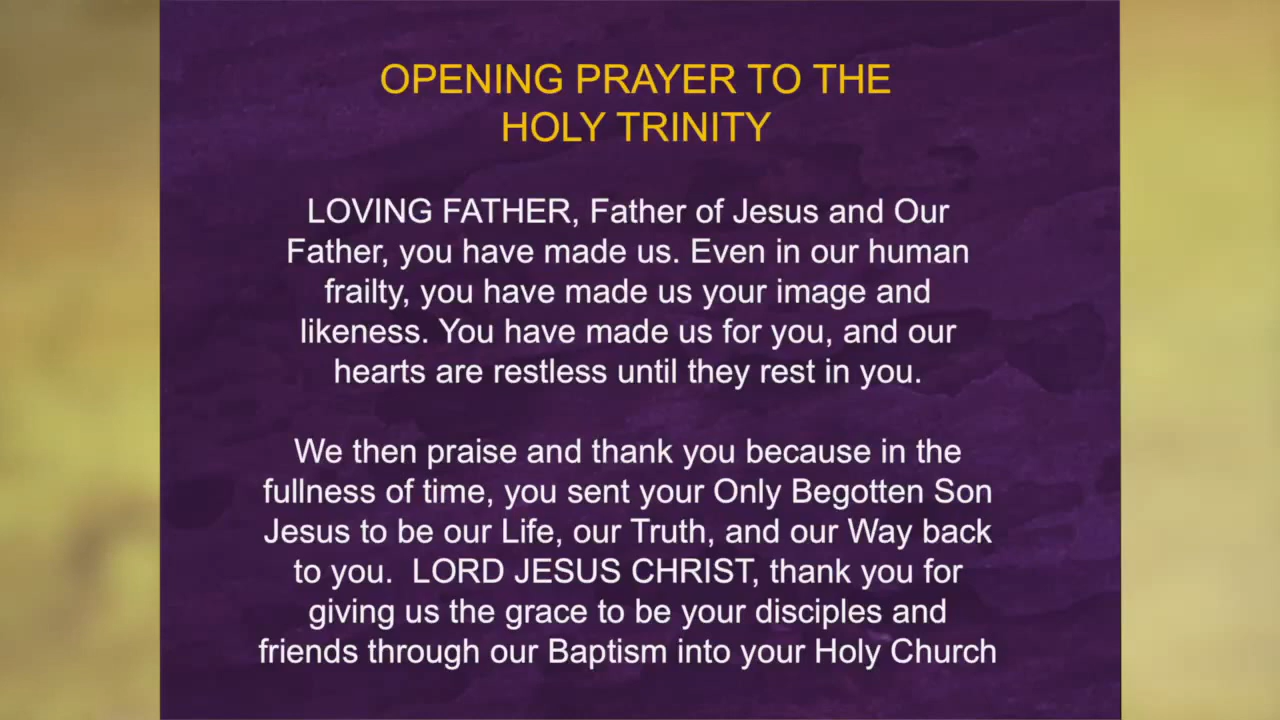 OPENING PRAYER TO THE
HOLY TRINITY
LOVING FATHER, Father of Jesus and Our
Father, you have made us. Even in our human
frailty, you have made us your image and
likeness. You have made us for you, and our
hearts are restless until they rest in you.
We then praise and thank you because in the
fullness of time, you sent your Only Begotten Son
Jesus to be our Life, our Truth, and our Way back
to you.  LORD JESUS CHRIST, thank you for
giving us the grace to be your disciples and
friends through our Baptism into your Holy Church